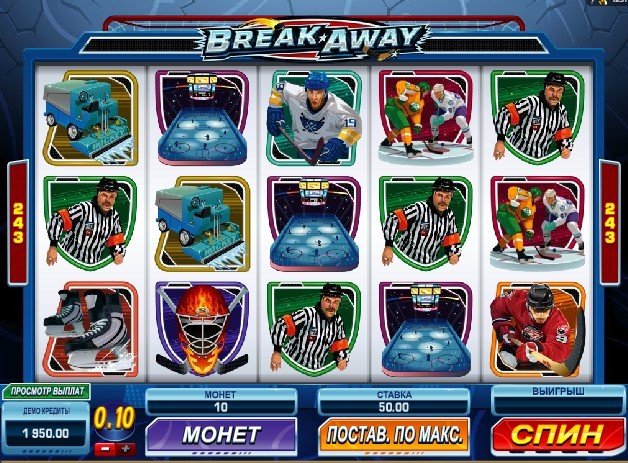 BREAK AWAY
243
243
19
ПРОСМОТР ВЫПЛАТ
ДЕМО КРЕДИТЫ
1 950.00
0.10
МОНЕТ
10
СТАВКА
50.00
ВЫИГРЫШ
МОНЕТ
ПОСТАВ. ПО МАКС.
СПИН